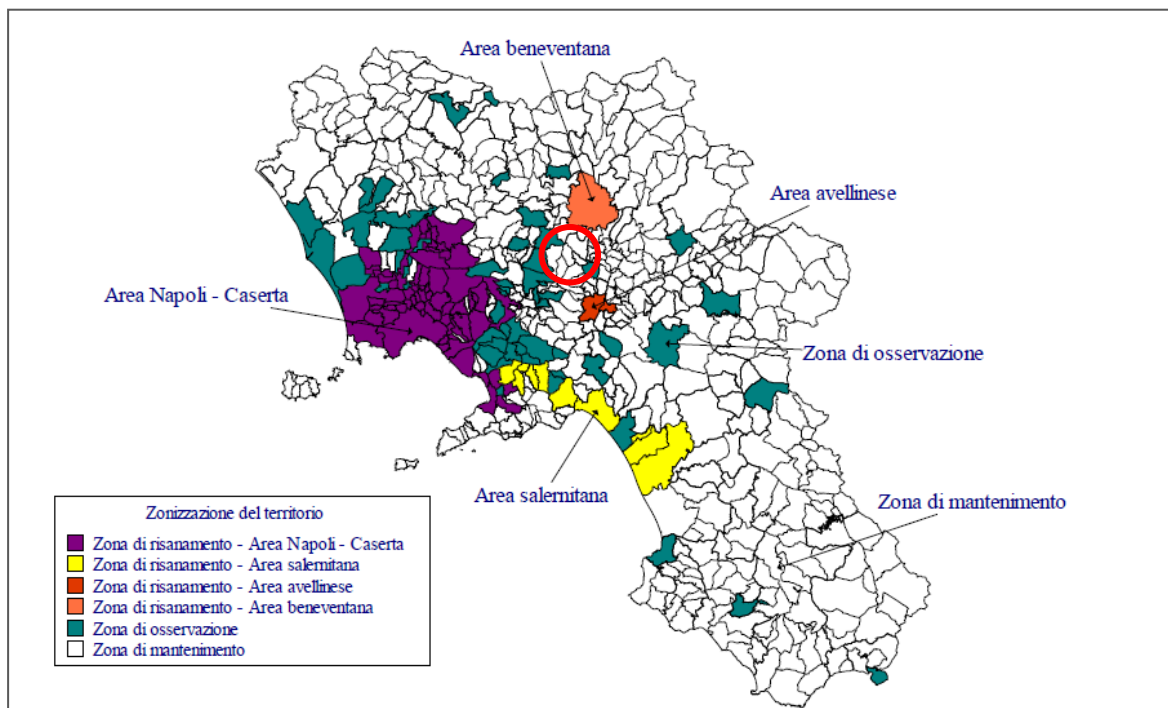 Area beneventana
Area avellinese
Area Napoli - Caserta
Zona di osservazione
Area salernitana
Zona di mantenimento
Zonizzazione del territorio
Zona di risanamento - Area Napoli - Caserta
Zona di risanamento - Area salernitana
Zona di risanamento - Area avellinese
Zona di risanamento - Area beneventana
Zona di osservazione
Zona di mantenimento